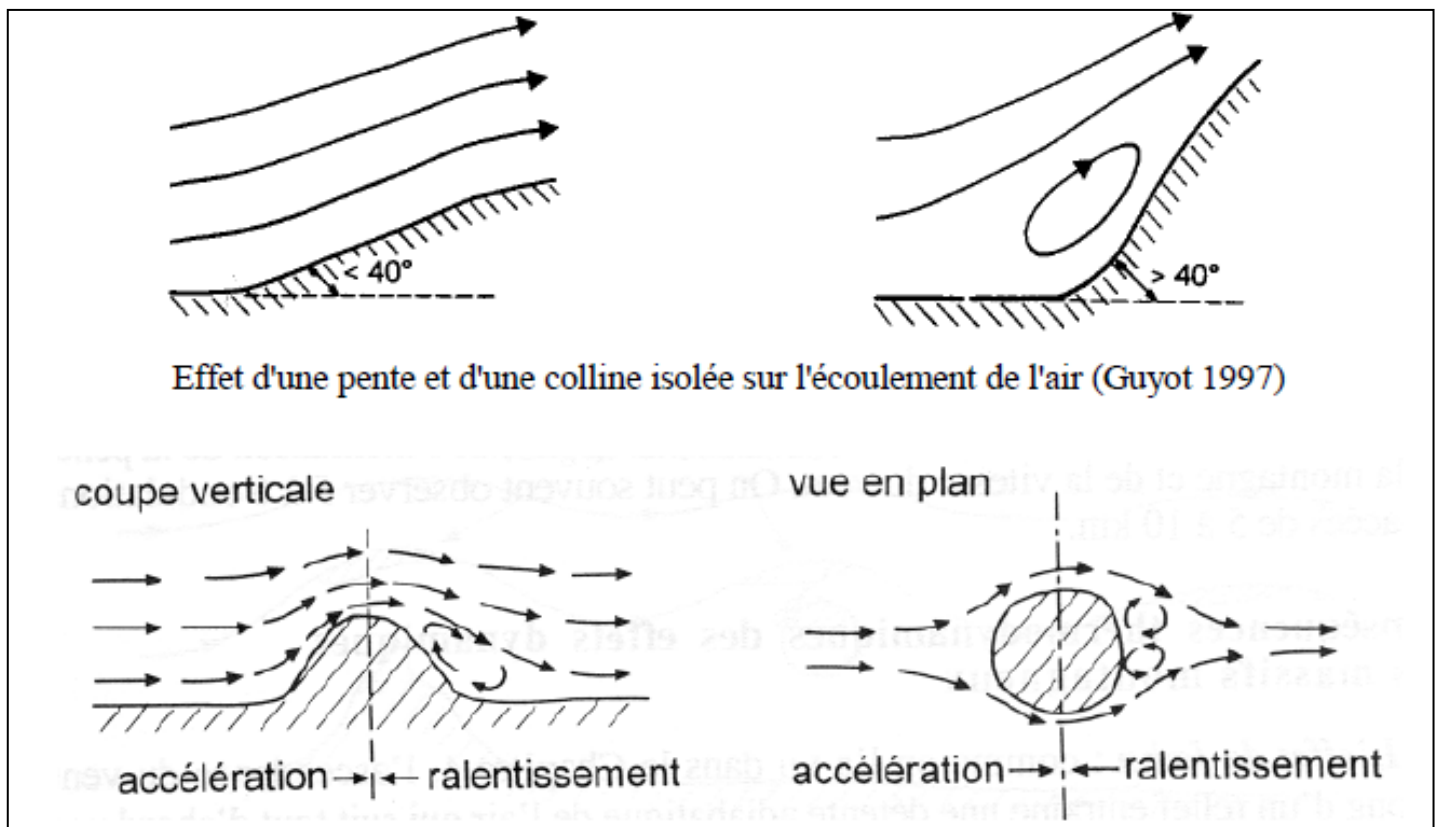 < 40°
> 40°
Effet d'une pente et d'une colline isolée sur l'écoulement de l'air (Guyot 1997)
coupe verticale
vue en plan
accélération
ralentissement
accélération
ralentissement